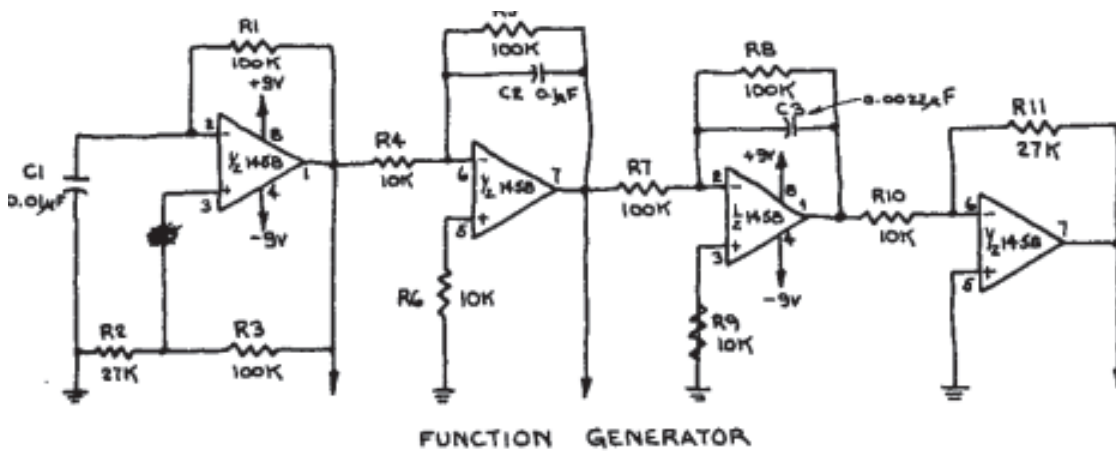 R5
R1
100K
+9V
2
-
8
½ 1458
1
+
3
4
-9V
C1
0.01µF
R2
27K
R3
100K
R4
10K
100K
C2 0.1µF
6
-
½ 1458
7
+
5
R6
10K
R7
100K
R8
100K
C3
0.0022µF
+9V
2
-
8
½ 1458
1
+
3
4
-9V
R9
10K
R10
10K
R11
27K
6
-
½ 1458
7
+
5
FUNCTION GENERATOR